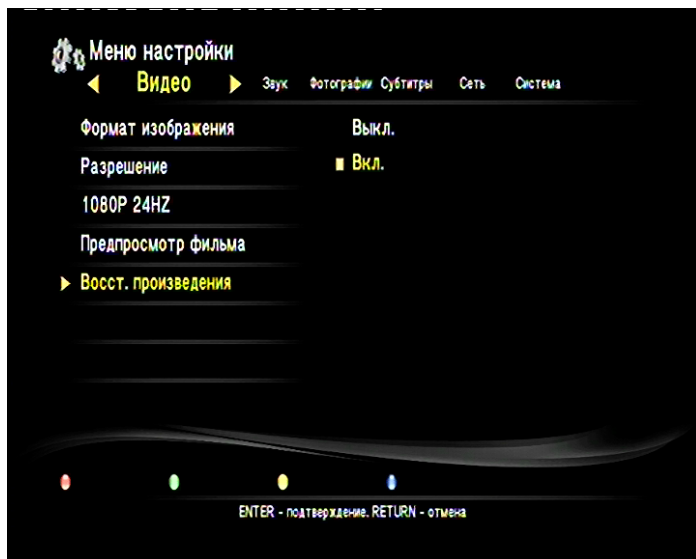 Меню настройки
Видео Звук Фотографии Субтитры Сеть Система
Формат изображения Выкл.
Разрешение Вкл.
1080P 24HZ
Предпросмотр фильма
Восст. произведения
ENTER - подтверждение. RETURN - отмена